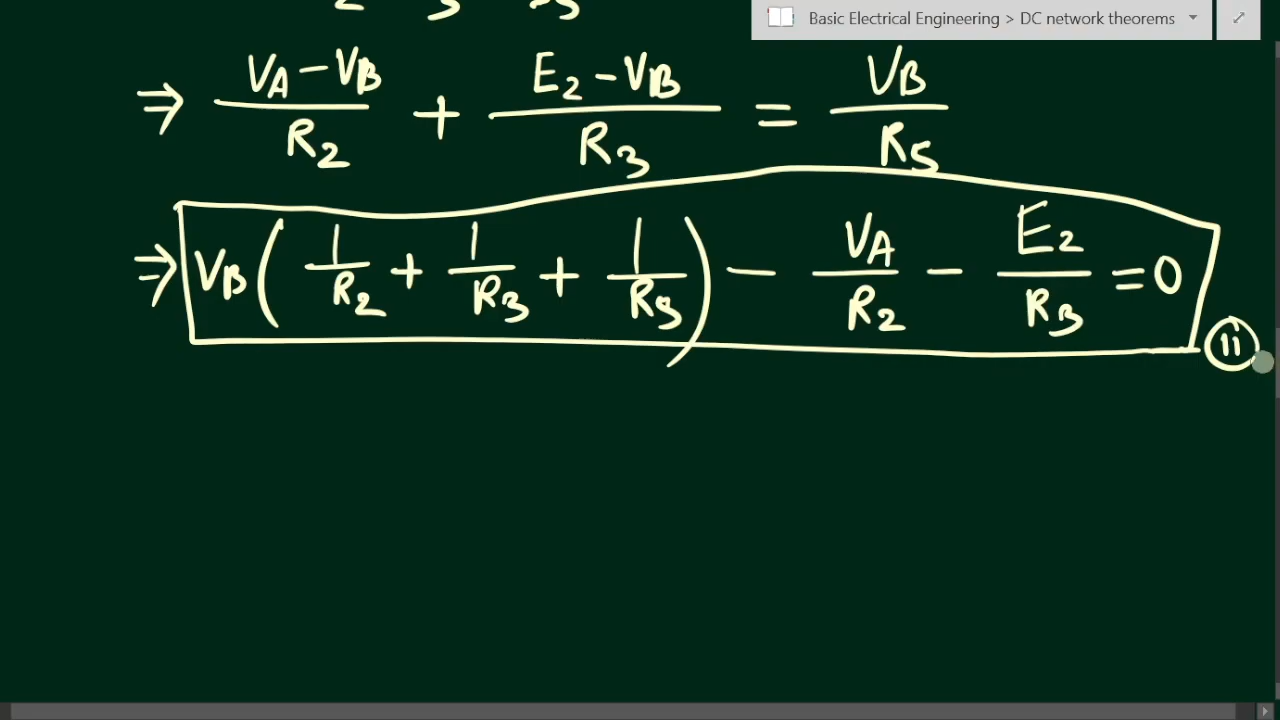 Basic Electrical Engineering > DC network theorems
⇒ (VA − VB)/R2 + (E2 − VB)/R3 = VB/R5
⇒ VB(1/R2 + 1/R3 + 1/R5) − VA/R2 − E2/R3 = 0
ii